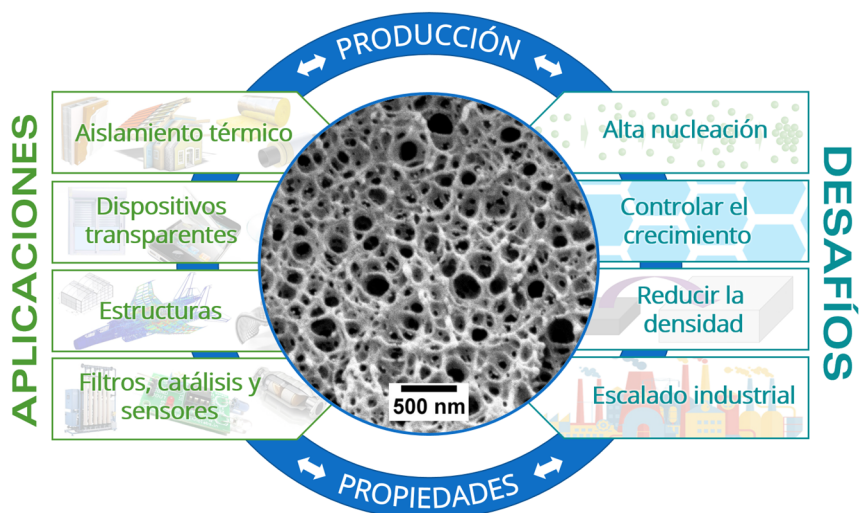 PRODUCCIÓN
APLICACIONES
Aislamiento térmico
Dispositivos
transparentes
Estructuras
Filtros, catálisis y
sensores
500 nm
Alta nucleación
Controlar el
crecimiento
Reducir la
densidad
Escalado industrial
DESAFÍOS
PROPIEDADES